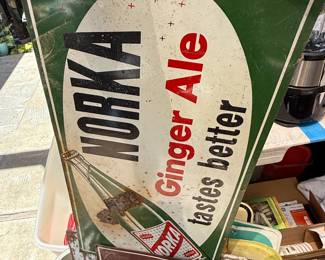 NORKA
Ginger Ale
tastes better
NORKA